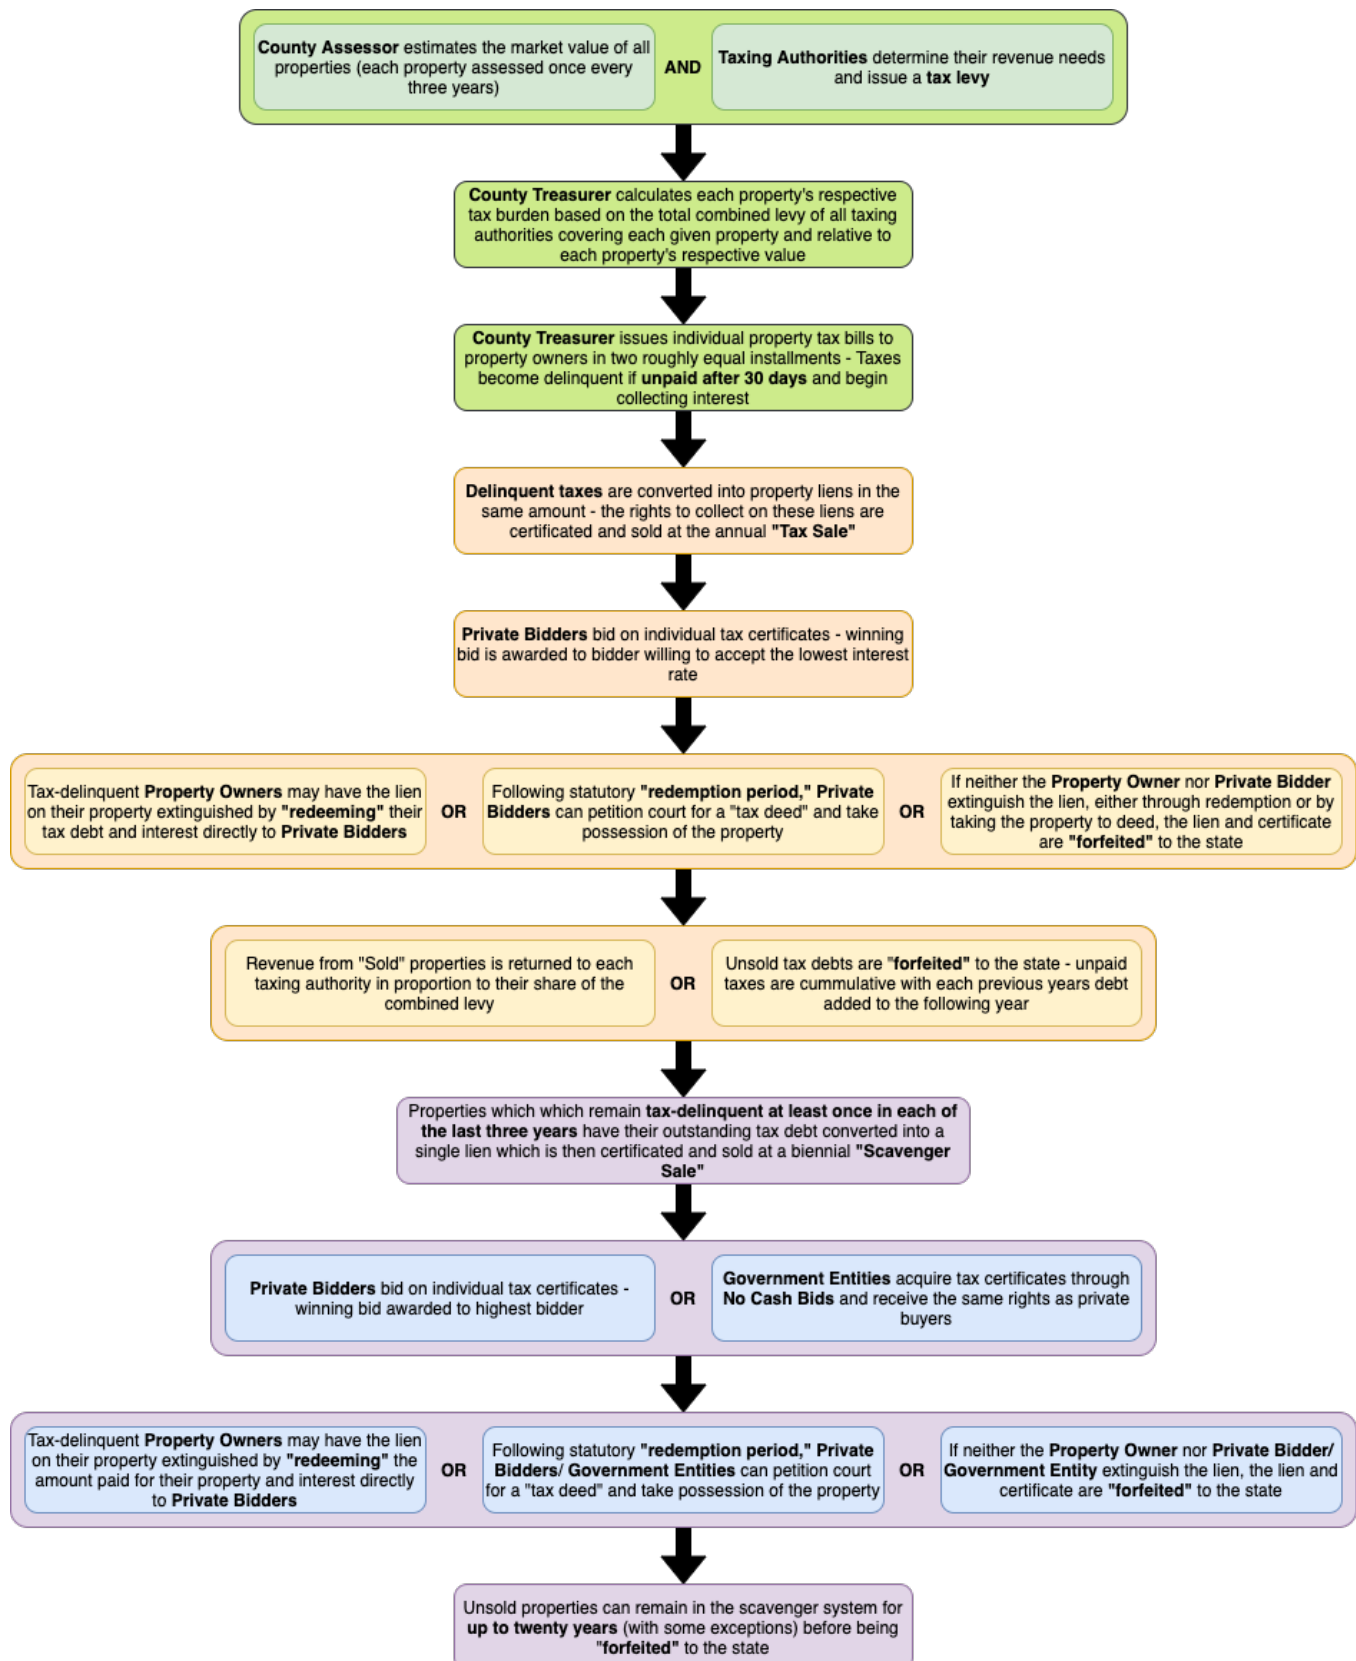 County Assessor estimates the market value of all
properties (each property assessed once every
three years)
AND
Taxing Authorities determine their revenue needs
and issue a tax levy
County Treasurer calculates each property's respective
tax burden based on the total combined levy of all taxing
authorities covering each given property and relative to
each property's respective value
County Treasurer issues individual property tax bills to
property owners in two roughly equal installments - Taxes
become delinquent if unpaid after 30 days and begin
collecting interest
Delinquent taxes are converted into property liens in the
same amount - the rights to collect on these liens are
certificated and sold at the annual "Tax Sale"
Private Bidders bid on individual tax certificates - winning
bid is awarded to bidder willing to accept the lowest interest
rate
Tax-delinquent Property Owners may have the lien
on their property extinguished by "redeeming" their
tax debt and interest directly to Private Bidders
OR
Following statutory "redemption period," Private
Bidders can petition court for a "tax deed" and take
possession of the property
OR
If neither the Property Owner nor Private Bidder
extinguish the lien, either through redemption or by
taking the property to deed, the lien and certificate
are "forfeited" to the state
Revenue from "Sold" properties is returned to each
taxing authority in proportion to their share of the
combined levy
OR
Unsold tax debts are "forfeited" to the state - unpaid
taxes are cummulative with each previous years debt
added to the following year
Properties which which remain tax-delinquent at least once in each of
the last three years have their outstanding tax debt converted into a
single lien which is then certificated and sold at a biennial "Scavenger
Sale"
Private Bidders bid on individual tax certificates -
winning bid awarded to highest bidder
OR
Government Entities acquire tax certificates through
No Cash Bids and receive the same rights as private
buyers
Tax-delinquent Property Owners may have the lien
on their property extinguished by "redeeming" the
amount paid for their property and interest directly
to Private Bidders
OR
Following statutory "redemption period," Private
Bidders/ Government Entities can petition court
for a "tax deed" and take possession of the property
OR
If neither the Property Owner nor Private Bidder/
Government Entity extinguish the lien, the lien and
certificate are "forfeited" to the state
Unsold properties can remain in the scavenger system for
up to twenty years (with some exceptions) before being
"forfeited" to the state